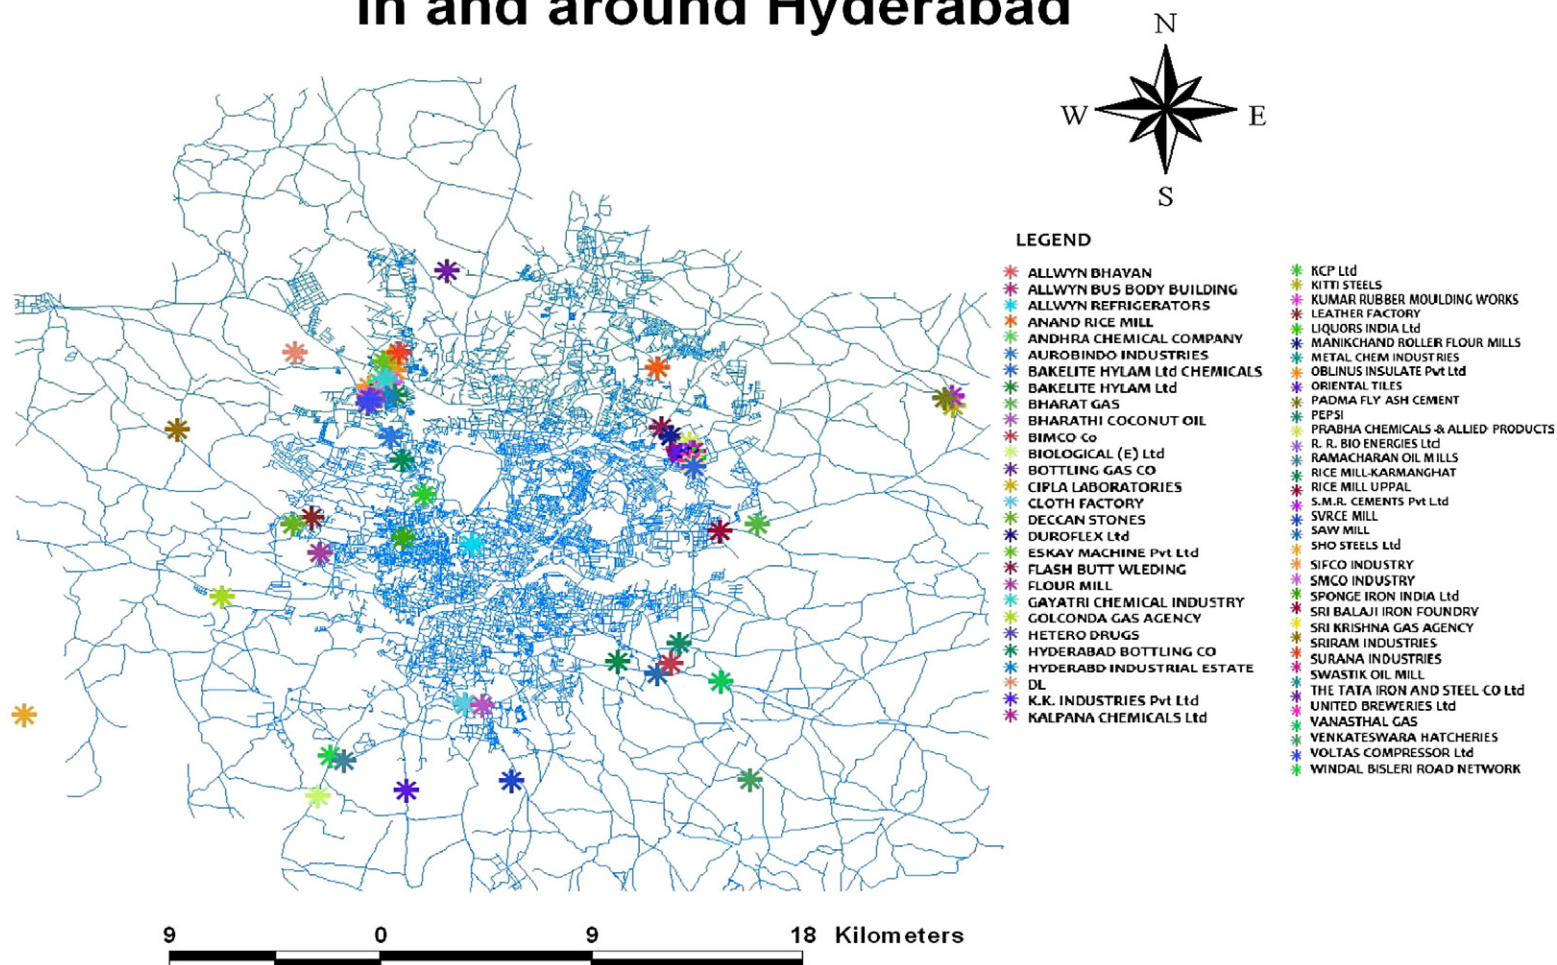 in and around Hyderabad
N
W E
S
LEGEND
ALLWYN BHAVAN
ALLWYN BUS BODY BUILDING
ALLWYN REFRIGERATORS
ANAND RICE MILL
ANDHRA CHEMICAL COMPANY
AUROBINDO INDUSTRIES
BAKELITE HYLAM Ltd CHEMICALS
BAKELITE HYLAM Ltd
BHARAT GAS
BHARATHI COCONUT OIL
BIMCO Co
BIOLOGICAL (E) Ltd
BOTTLING GAS CO
CIPLA LABORATORIES
CLOTH FACTORY
DECCAN STONES
DUROFLEX Ltd
ESKAY MACHINE Pvt Ltd
FLASH BUTT WLEDING
FLOUR MILL
GAYATRI CHEMICAL INDUSTRY
GOLCONDA GAS AGENCY
HETERO DRUGS
HYDERABAD BOTTLING CO
HYDERABD INDUSTRIAL ESTATE
DL
K.K. INDUSTRIES Pvt Ltd
KALPANA CHEMICALS Ltd
KCP Ltd
KITTI STEELS
KUMAR RUBBER MOULDING WORKS
LEATHER FACTORY
LIQUORS INDIA Ltd
MANIKCHAND ROLLER FLOUR MILLS
METAL CHEM INDUSTRIES
OBLINUS INSULATE Pvt Ltd
ORIENTAL TILES
PADMA FLY ASH CEMENT
PEPSI
PRABHA CHEMICALS & ALLIED PRODUCTS
R. R. BIO ENERGIES Ltd
RAMACHARAN OIL MILLS
RICE MILL-KARMANGHAT
RICE MILL UPPAL
S.M.R. CEMENTS Pvt Ltd
SVRCE MILL
SAW MILL
SHO STEELS Ltd
SIFCO INDUSTRY
SMCO INDUSTRY
SPONGE IRON INDIA Ltd
SRI BALAJI IRON FOUNDRY
SRI KRISHNA GAS AGENCY
SRIRAM INDUSTRIES
SURANA INDUSTRIES
SWASTIK OIL MILL
THE TATA IRON AND STEEL CO Ltd
UNITED BREWERIES Ltd
VANASTHAL GAS
VENKATESWARA HATCHERIES
VOLTAS COMPRESSOR Ltd
WINDAL BISLERI ROAD NETWORK
9 0 9 18 Kilometers